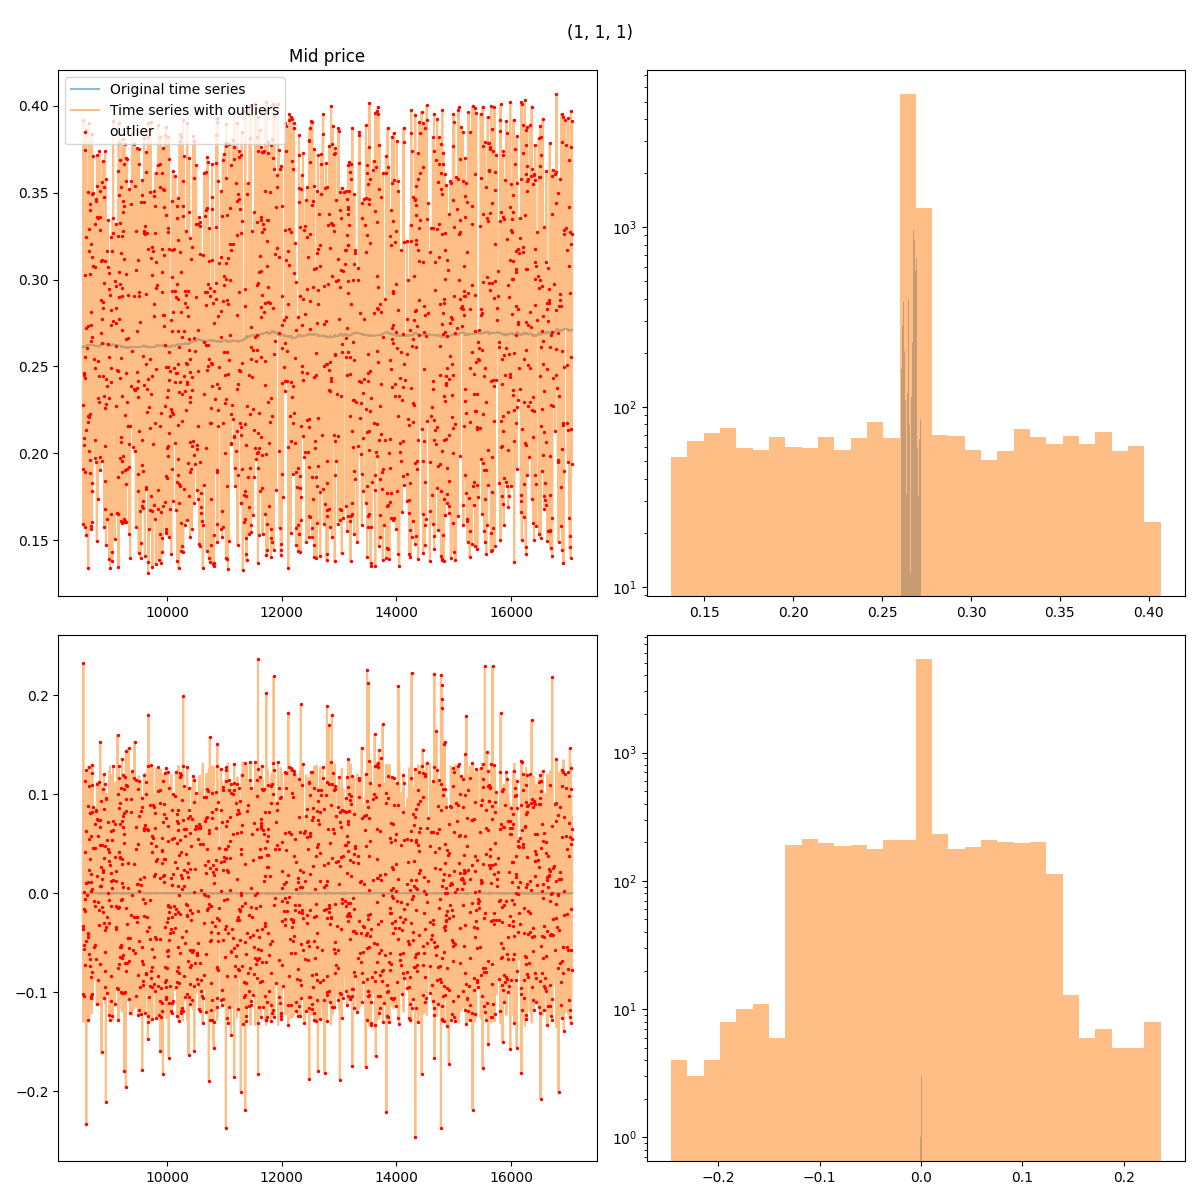 (1, 1, 1)
Mid price
Original time series
Time series with outliers
outlier
0.40
0.35
0.30
0.25
0.20
0.15
10000 12000 14000 16000
10³
10²
10¹
0.15 0.20 0.25 0.30 0.35 0.40
0.2
0.1
0.0
−0.1
−0.2
10000 12000 14000 16000
10³
10²
10¹
10⁰
−0.2 −0.1 0.0 0.1 0.2